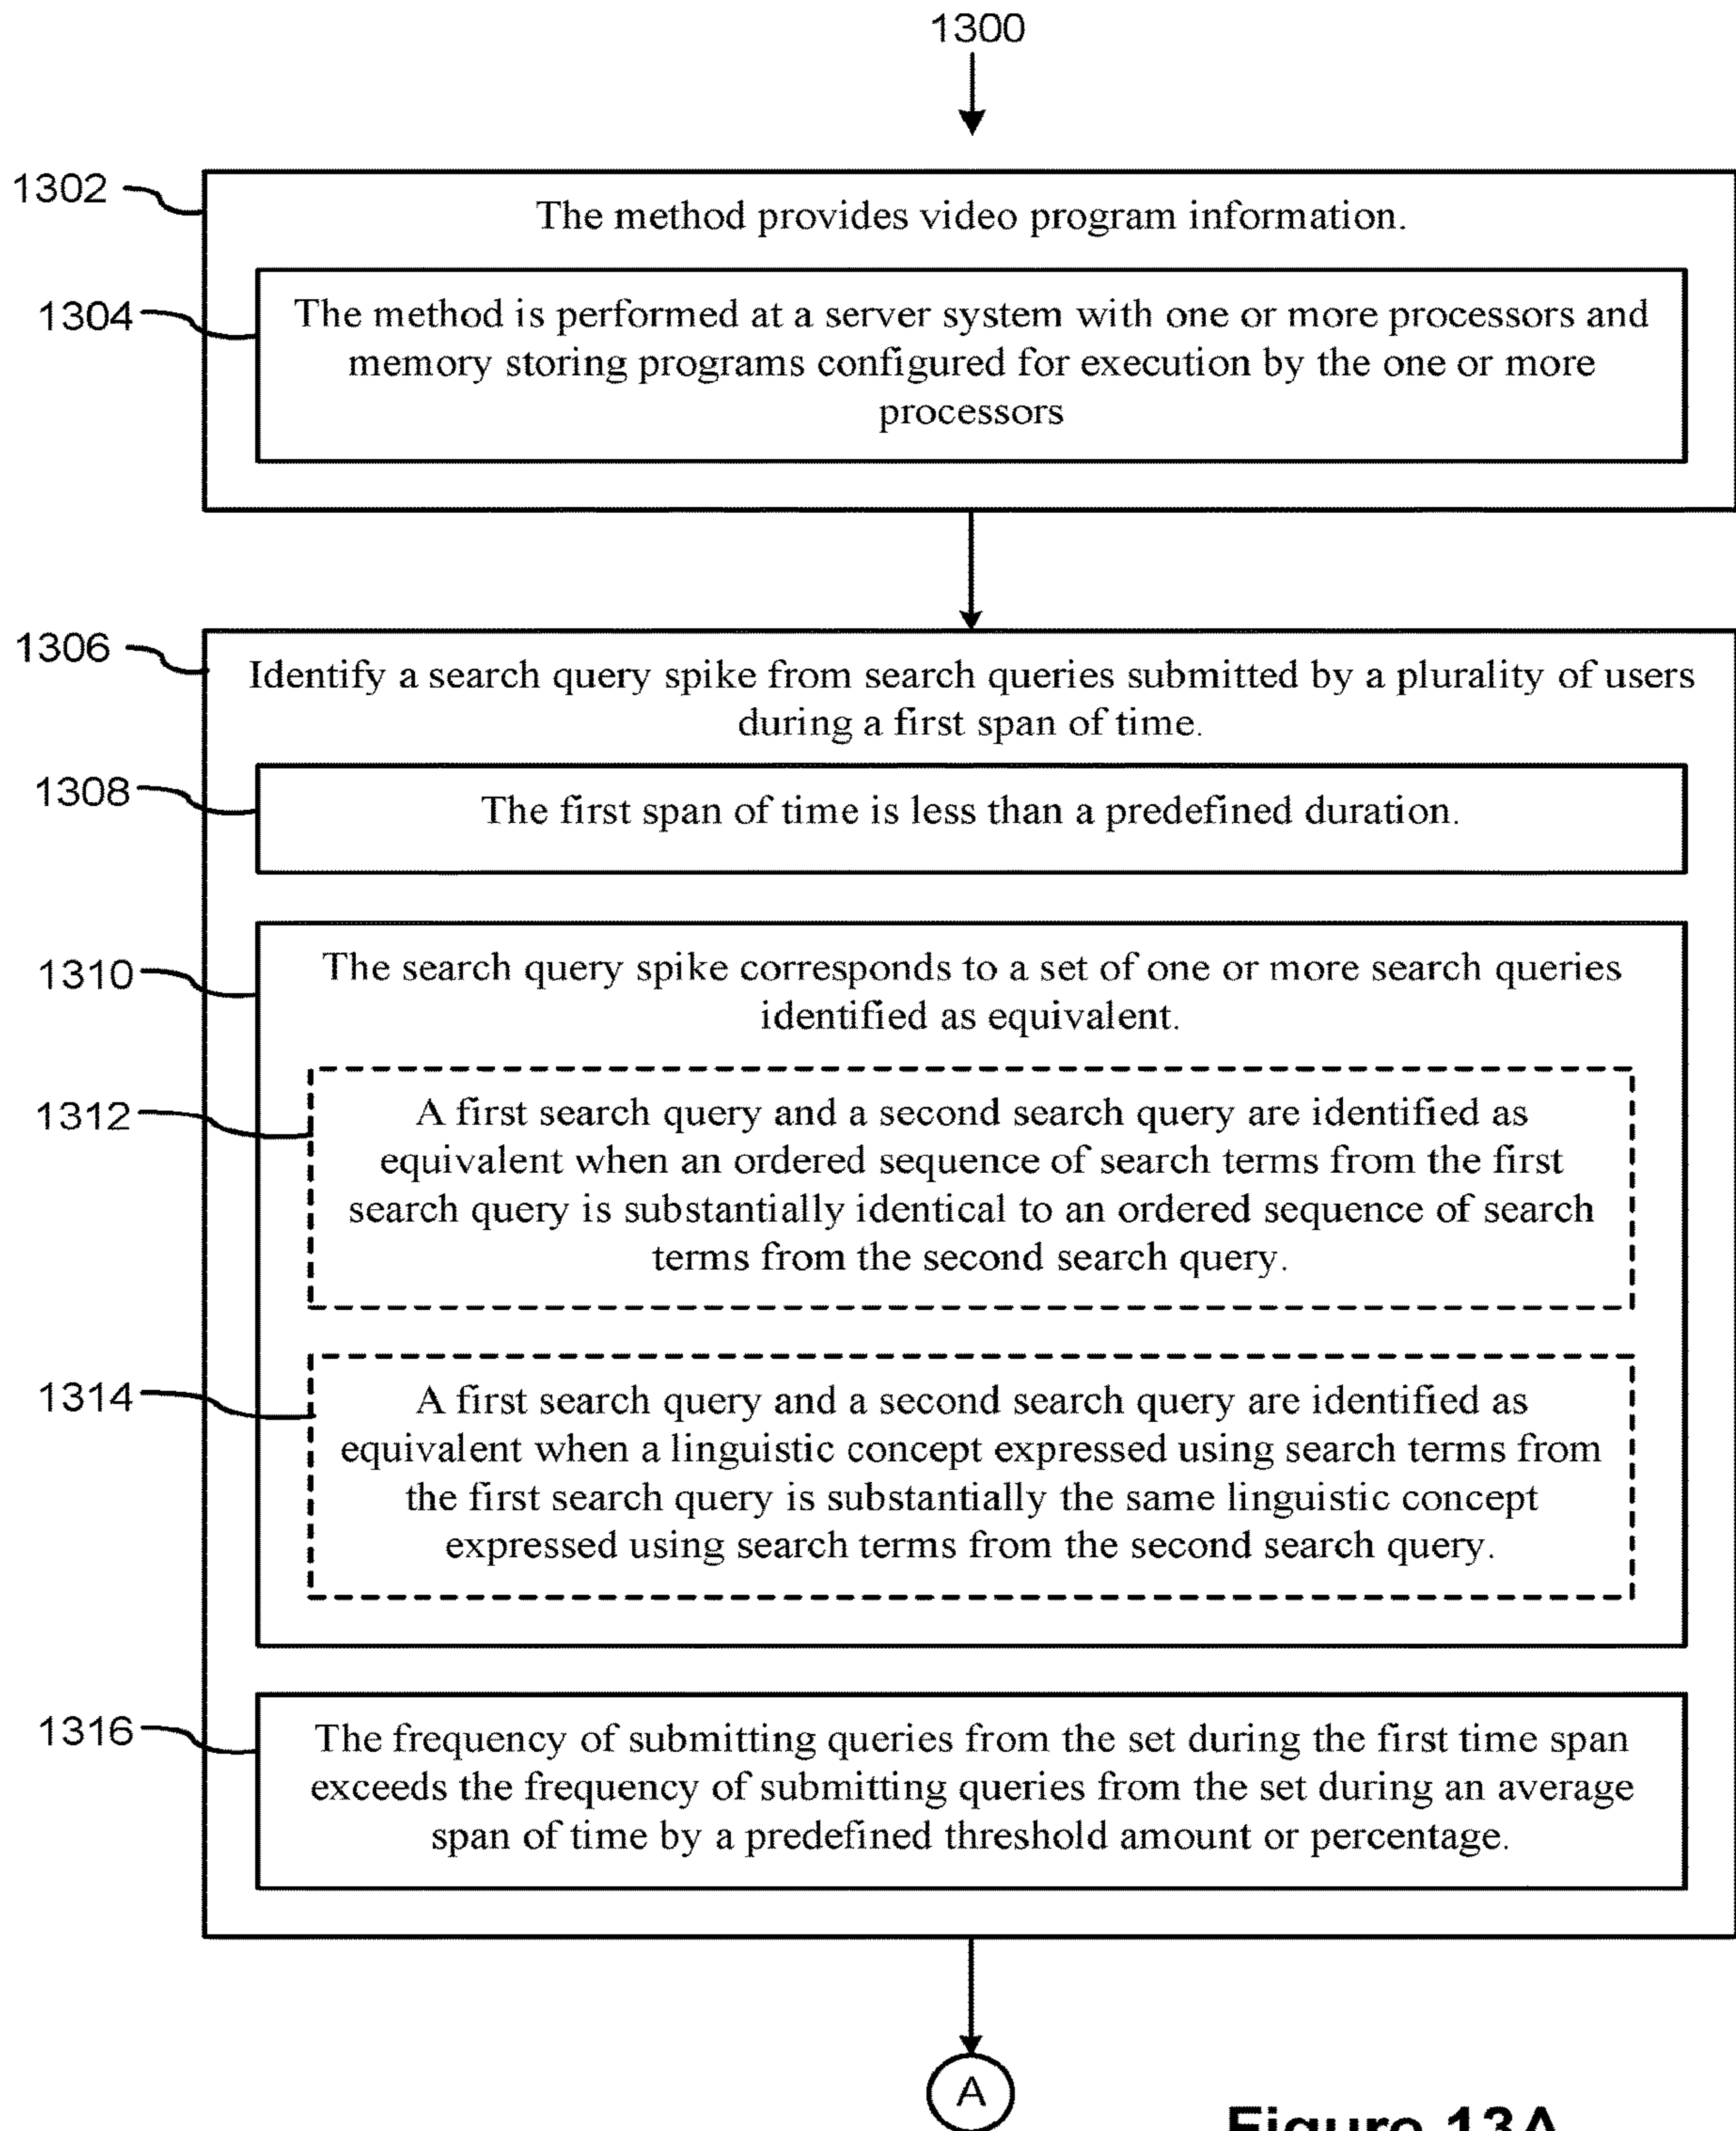 1300
1302
The method provides video program information.
1304
The method is performed at a server system with one or more processors and
memory storing programs configured for execution by the one or more
processors
1306
Identify a search query spike from search queries submitted by a plurality of users
during a first span of time.
1308
The first span of time is less than a predefined duration.
1310
The search query spike corresponds to a set of one or more search queries
identified as equivalent.
1312
A first search query and a second search query are identified as
equivalent when an ordered sequence of search terms from the first
search query is substantially identical to an ordered sequence of search
terms from the second search query.
1314
A first search query and a second search query are identified as
equivalent when a linguistic concept expressed using search terms from
the first search query is substantially the same linguistic concept
expressed using search terms from the second search query.
1316
The frequency of submitting queries from the set during the first time span
exceeds the frequency of submitting queries from the set during an average
span of time by a predefined threshold amount or percentage.
A
Figure 13A